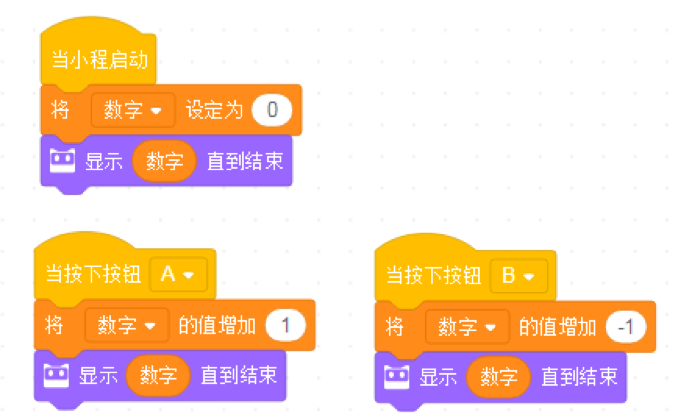 当小程启动
将 数字 设定为 0
显示 数字 直到结束
当按下按钮 A
将 数字 的值增加 1
显示 数字 直到结束
当按下按钮 B
将 数字 的值增加 -1
显示 数字 直到结束